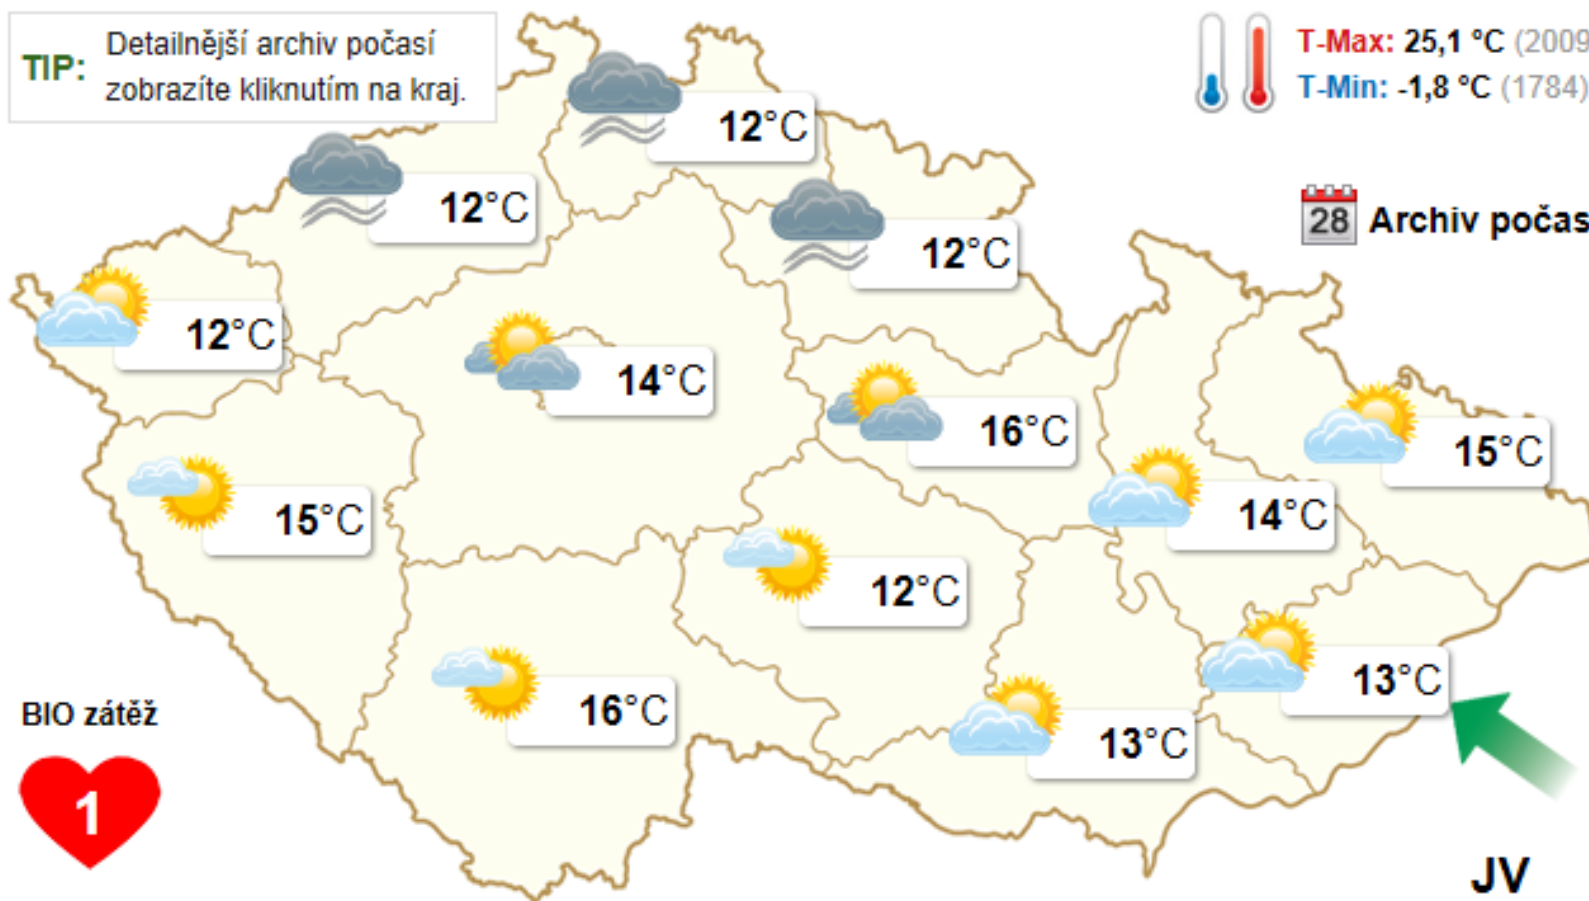 TIP: Detailnější archiv počasí
zobrazíte kliknutím na kraj.
T-Max: 25,1 °C (2009
T-Min: -1,8 °C (1784)
28 Archiv počas
12°C
12°C
12°C
12°C
14°C
16°C
15°C
15°C
14°C
12°C
13°C
16°C
13°C
BIO zátěž
1
JV